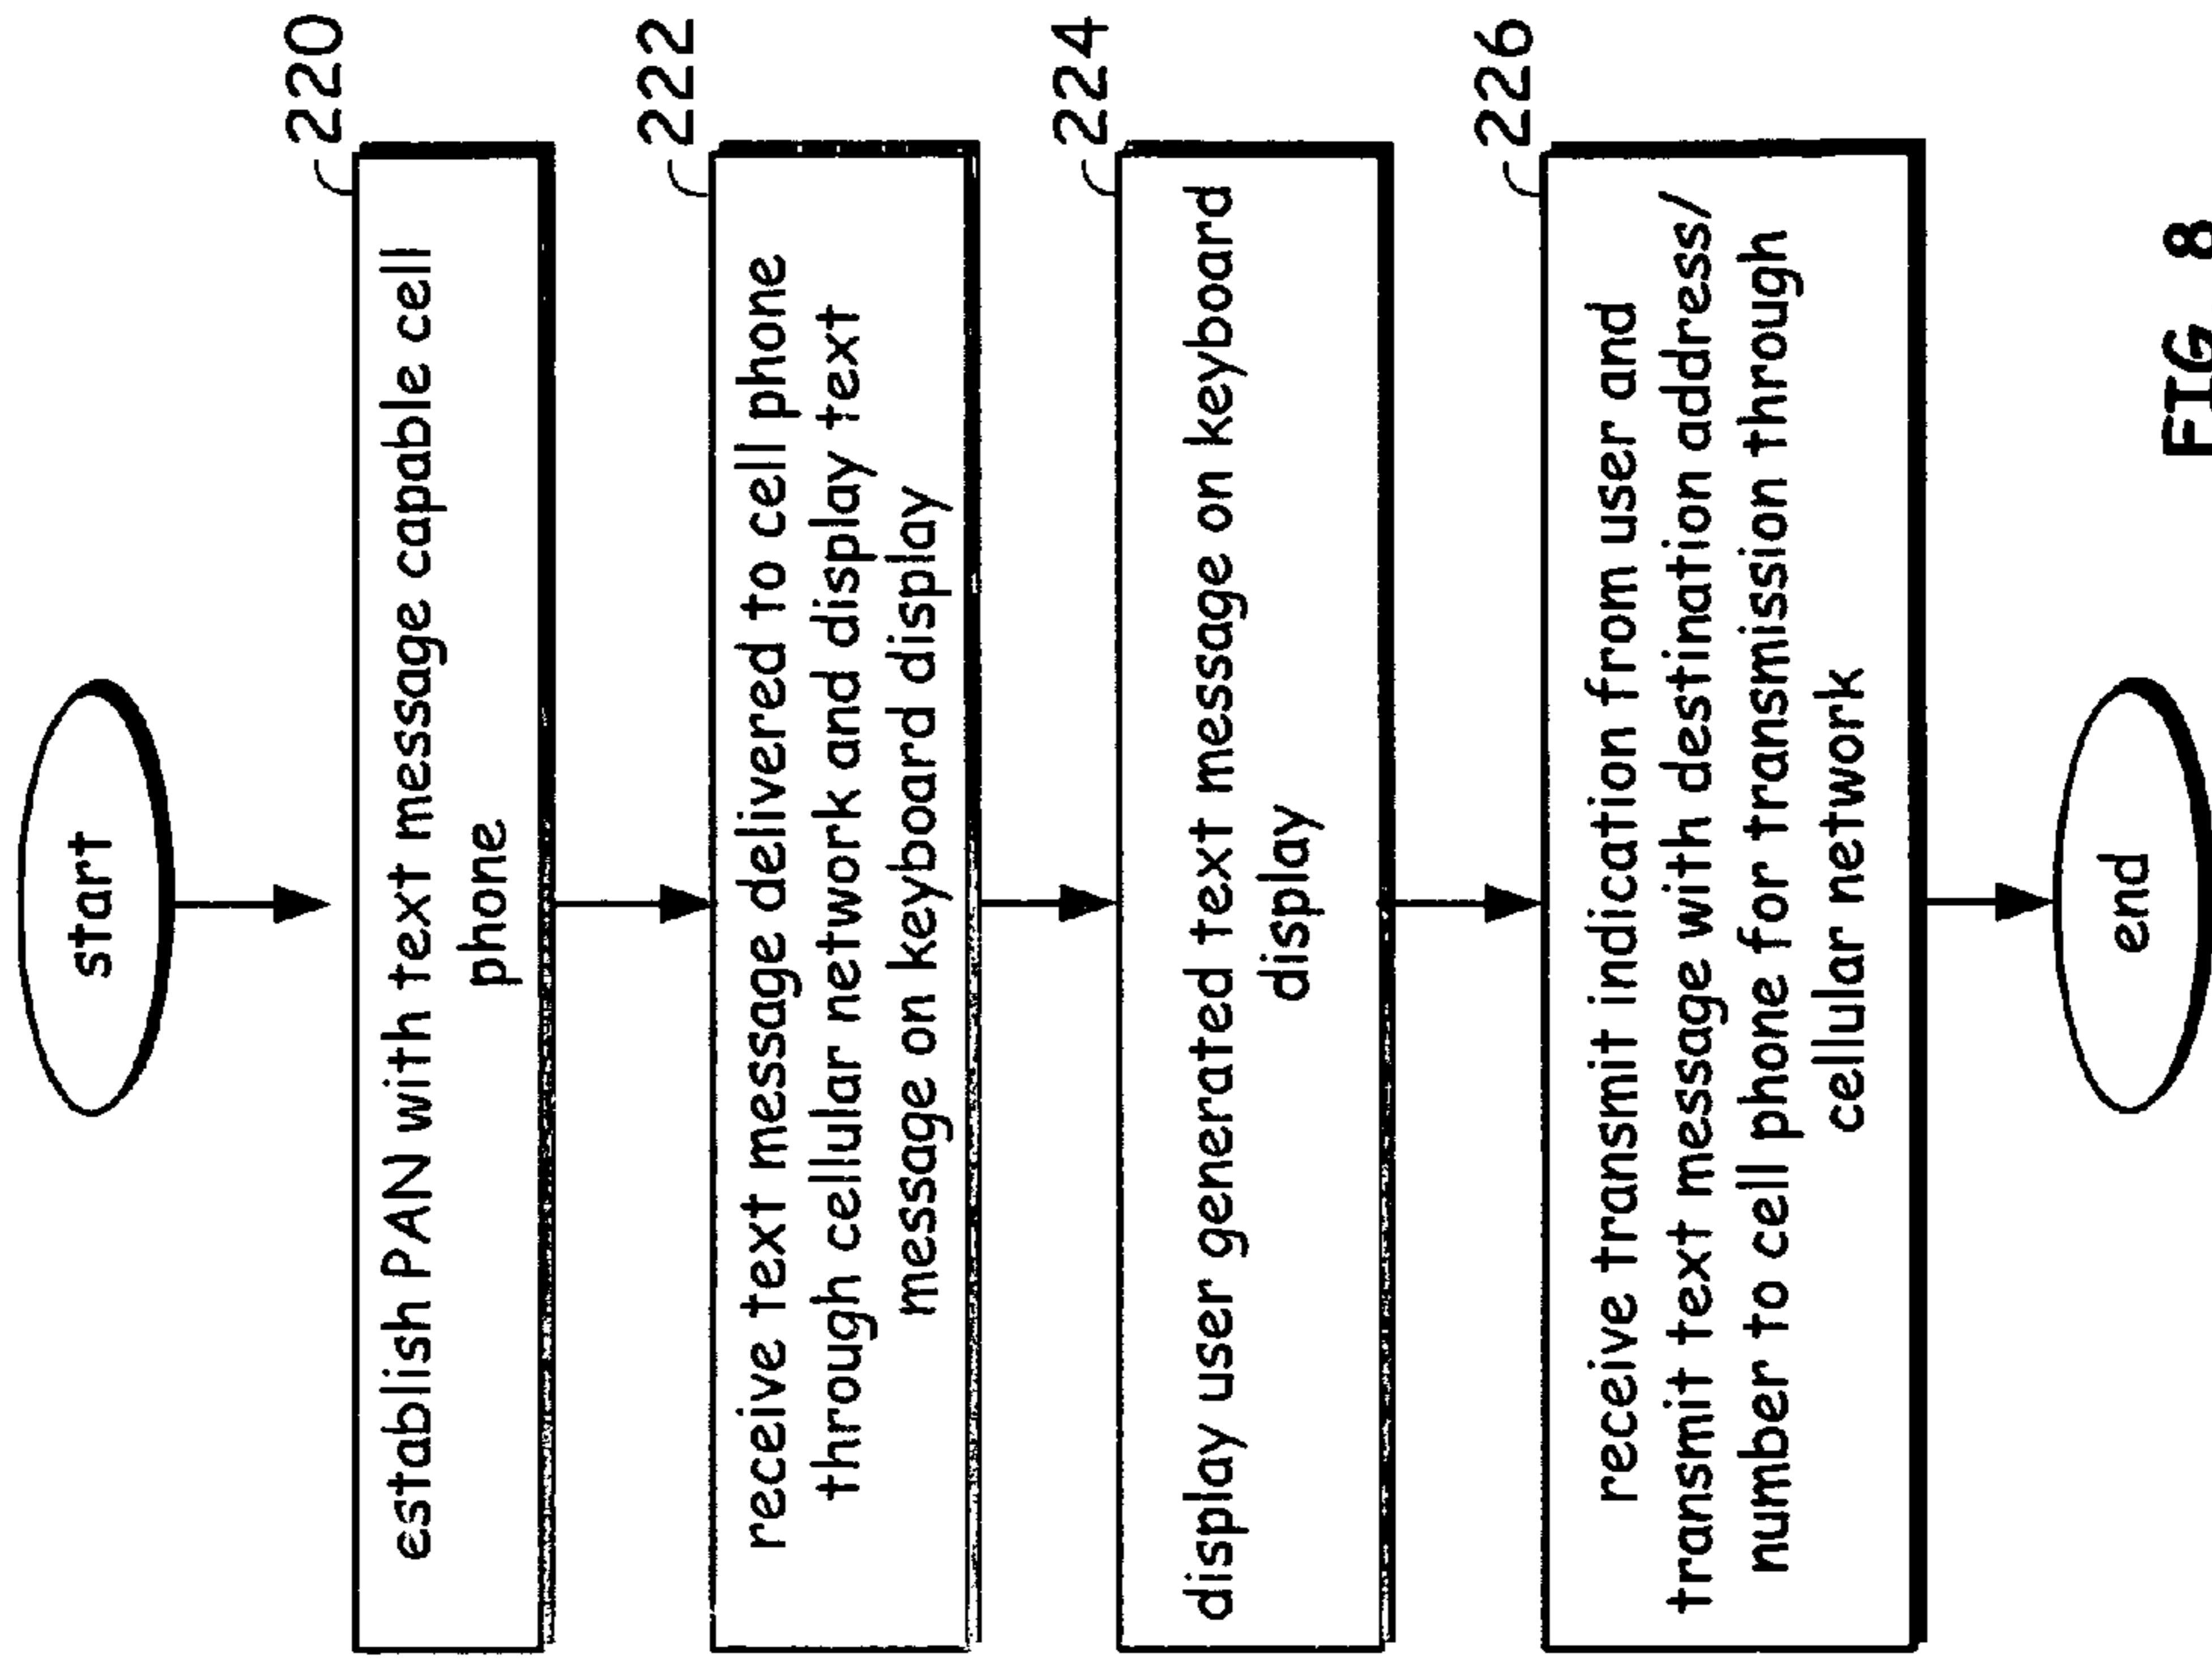 start
220
establish PAN with text message capable cell
phone
222
receive text message delivered to cell phone
through cellular network and display text
message on keyboard display
224
display user generated text message on keyboard
display
226
receive transmit indication from user and
transmit text message with destination address/
number to cell phone for transmission through
cellular network
end
FIG 8